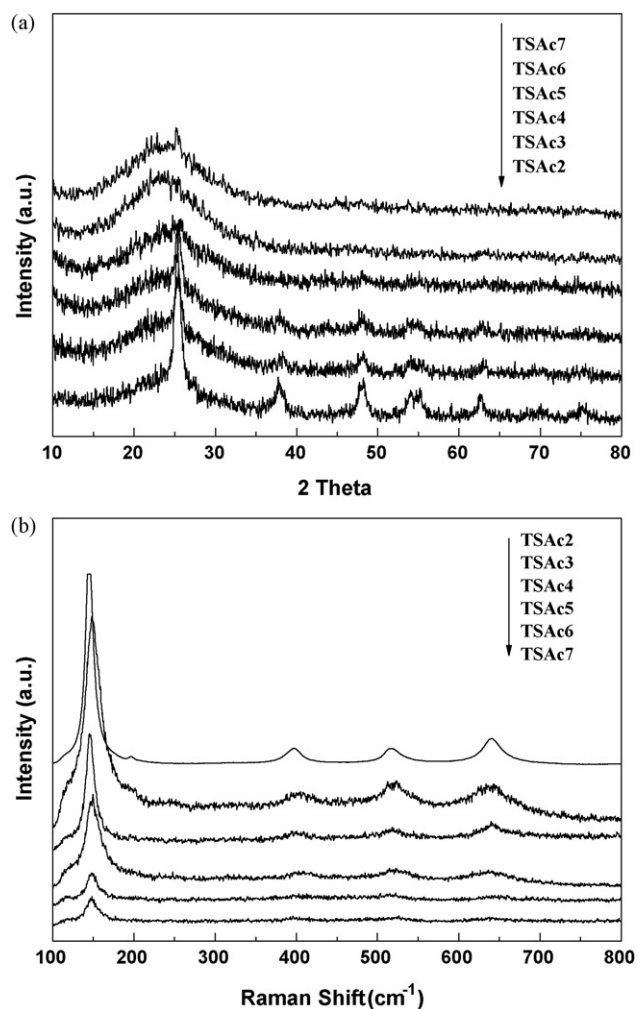 (a)
TSAc7
TSAc6
TSAc5
TSAc4
TSAc3
TSAc2
Intensity (a.u.)
10 20 30 40 50 60 70 80
2 Theta
(b)
TSAc2
TSAc3
TSAc4
TSAc5
TSAc6
TSAc7
Intensity (a.u.)
100 200 300 400 500 600 700 800
Raman Shift(cm⁻¹)